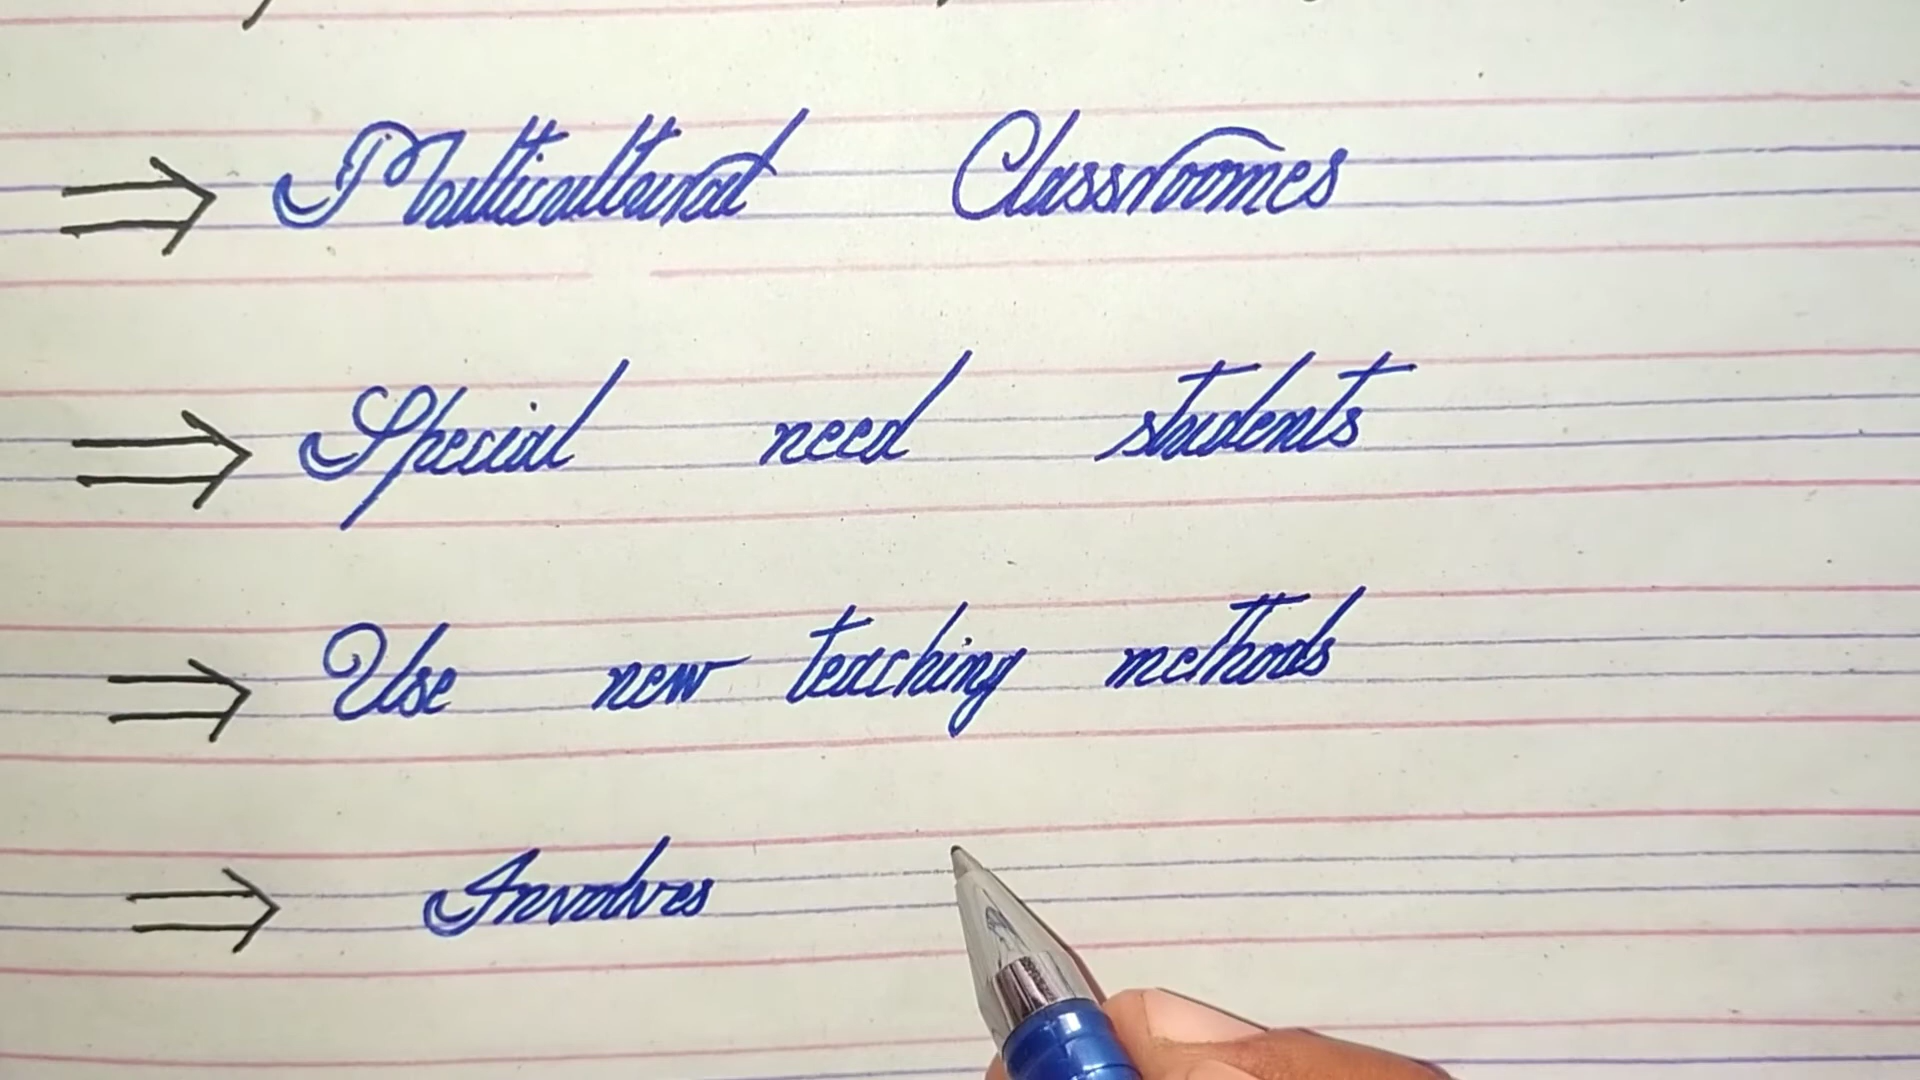 ⇒ Multicultural Classroomes
⇒ Special need students
⇒ Use new teaching methods
⇒ Involves